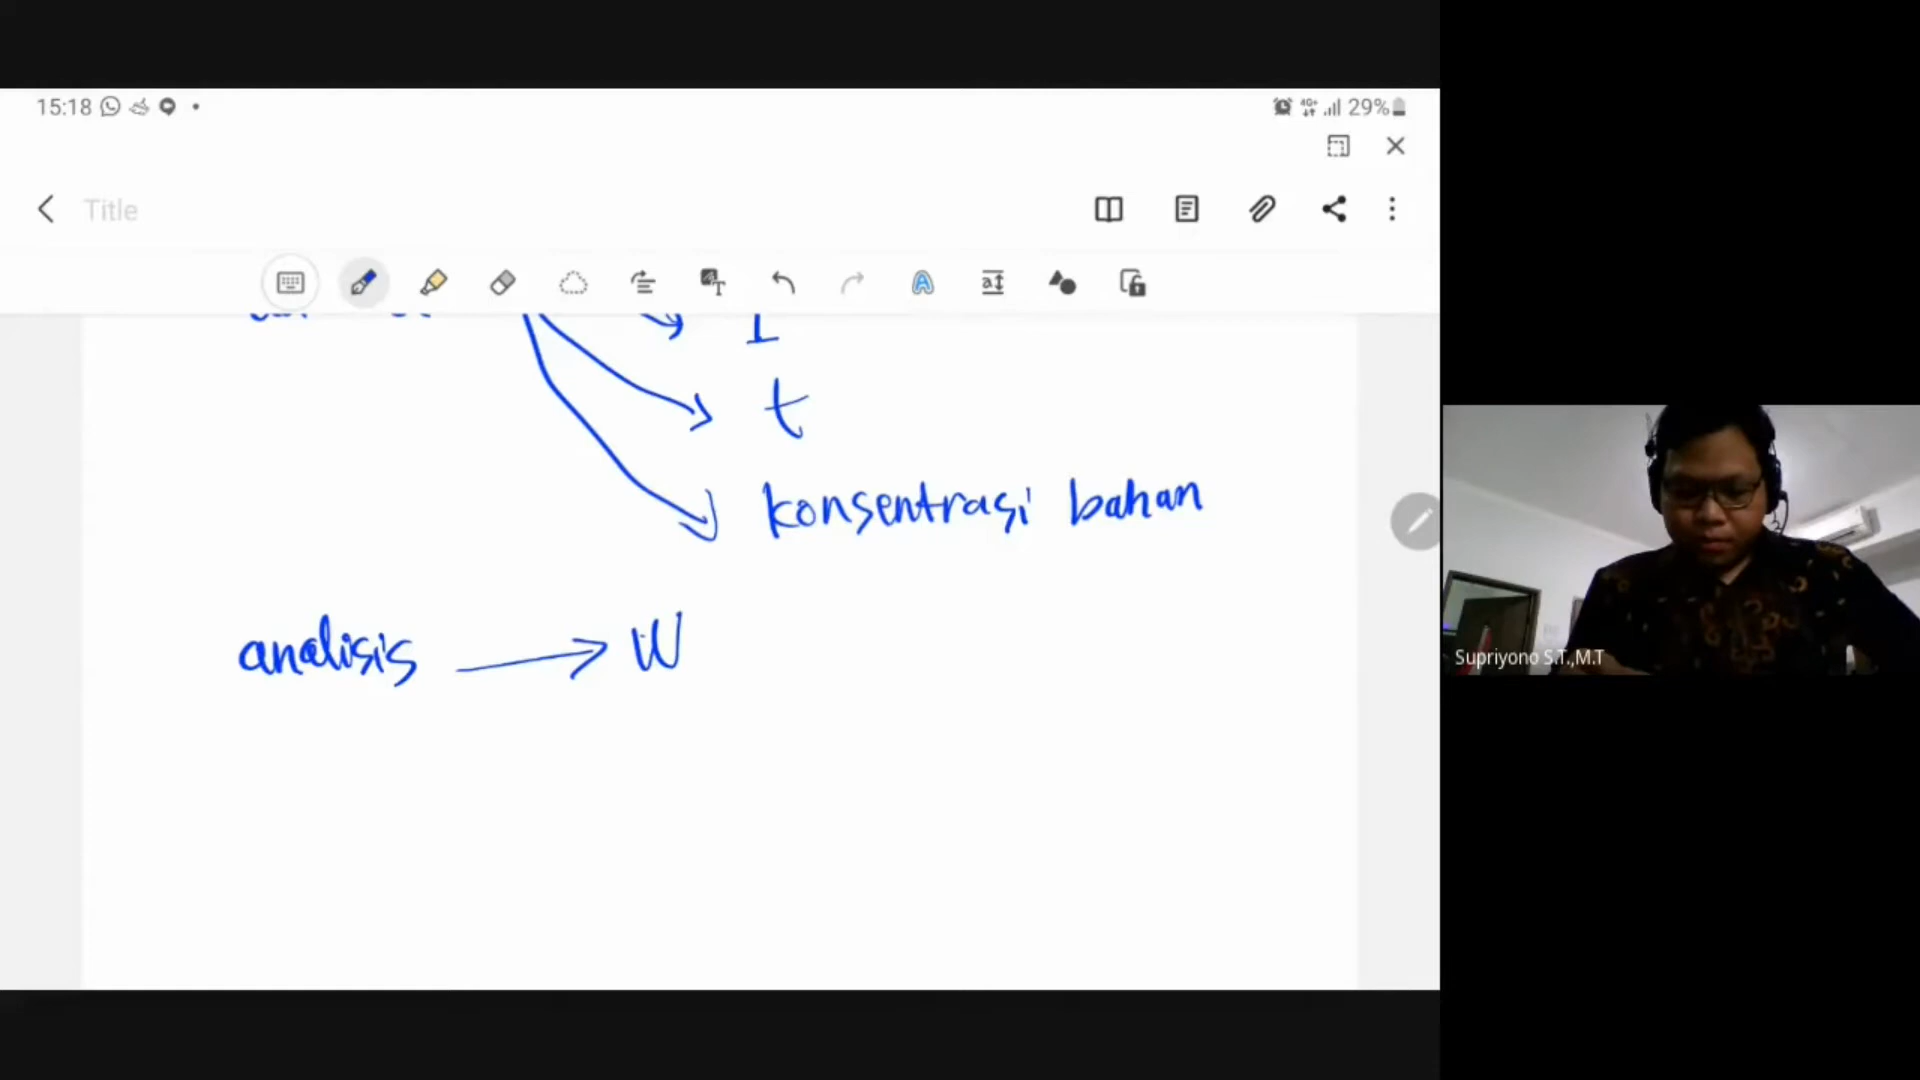 15:18
29%
Title
t
konsentrasi bahan
analisis → W
Supriyono S.T.,M.T